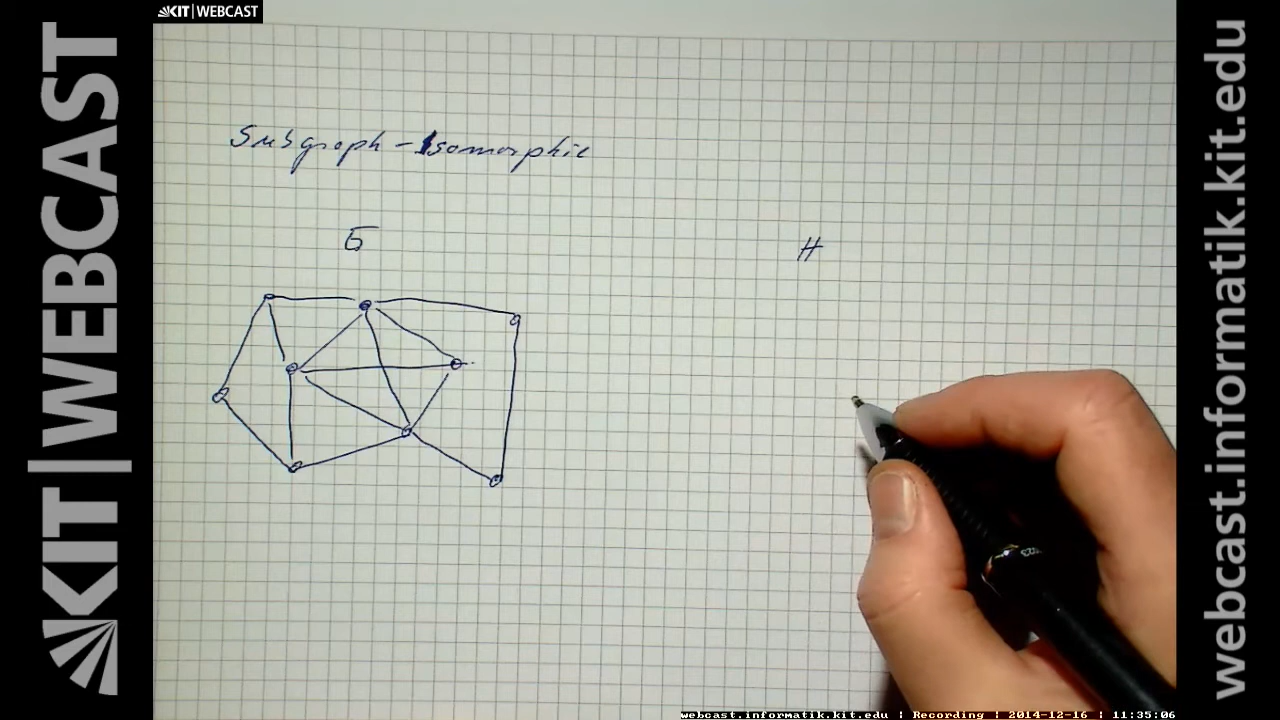 KIT | WEBCAST
KIT|WEBCAST
Subgraph-Isomorphie
G
H
webcast.informatik.kit.edu
webcast.informatik.kit.edu | Recording | 2014-12-16 | 11:35:06